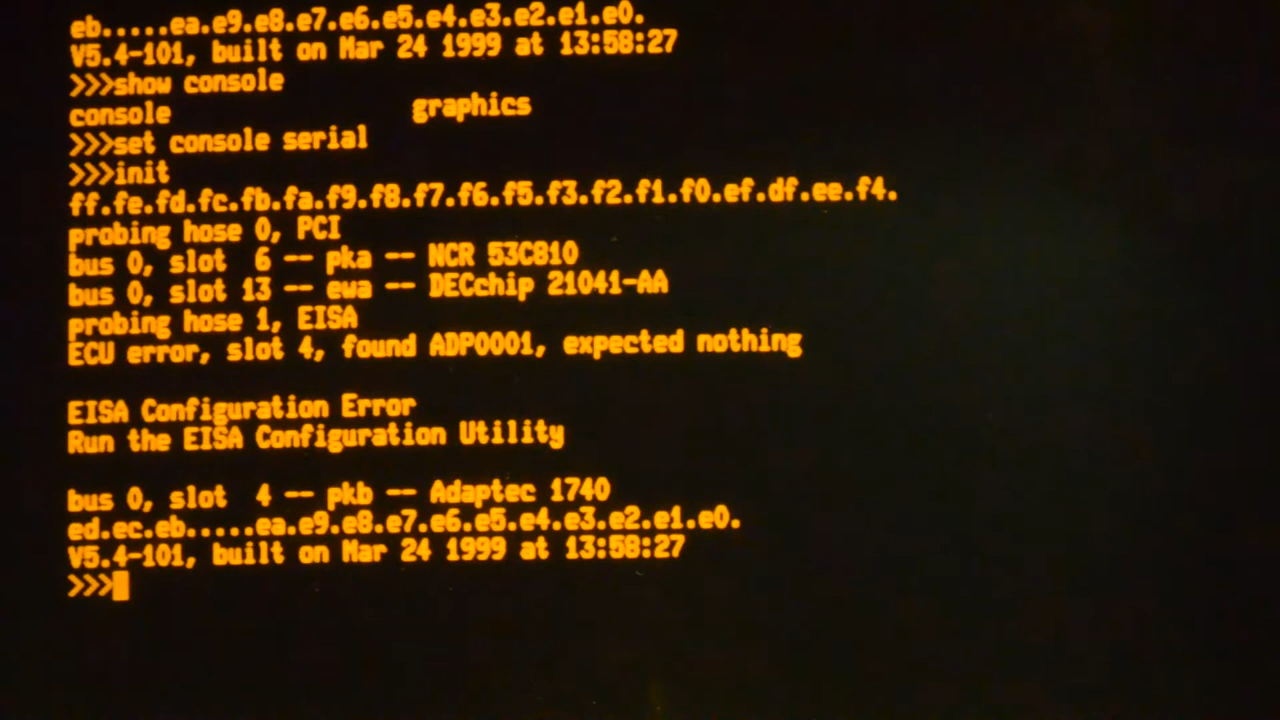 eb.....ea.e9.e8.e7.e6.e5.e4.e3.e2.e1.e0.
V5.4-101, built on Mar 24 1999 at 13:58:27
>>>show console
console                 graphics
>>>set console serial
>>>init
ff.fe.fd.fc.fb.fa.f9.f8.f7.f6.f5.f3.f2.f1.f0.ef.df.ee.f4.
probing hose 0, PCI
bus 0, slot  6 -- pka -- NCR 53C810
bus 0, slot 13 -- ewa -- DECchip 21041-AA
probing hose 1, EISA
ECU error, slot 4, found ADP0001, expected nothing
EISA Configuration Error
Run the EISA Configuration Utility
bus 0, slot  4 -- pkb -- Adaptec 1740
ed.ec.eb.....ea.e9.e8.e7.e6.e5.e4.e3.e2.e1.e0.
V5.4-101, built on Mar 24 1999 at 13:58:27
>>>